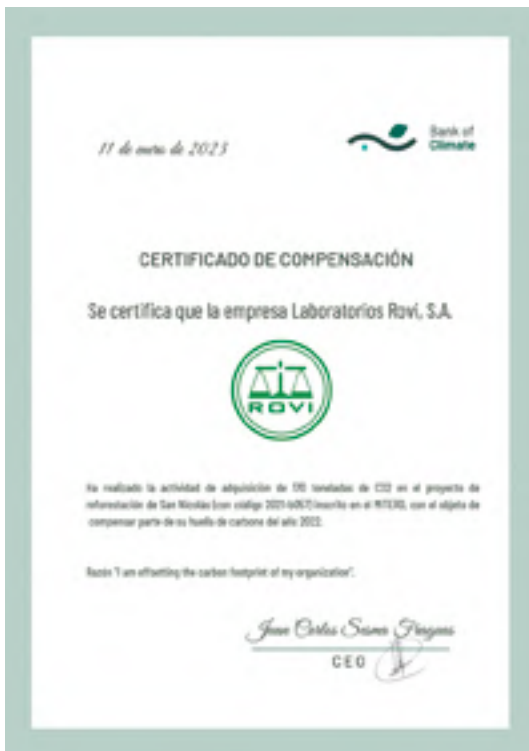 11 de enero de 2023
Bank of
Climate
CERTIFICADO DE COMPENSACIÓN
Se certifica que la empresa Laboratorios Rovi, S.A.
ROVI
Ha realizado la actividad de adquisición de toneladas de CO2 en el proyecto de
reforestación de San Nicolás (con código inscrito en el MITERD, con el objeto de
compensar parte de su huella de carbono del año 2022.
Razón "I am offsetting the carbon footprint of my organization".
Juan Carlos
CEO